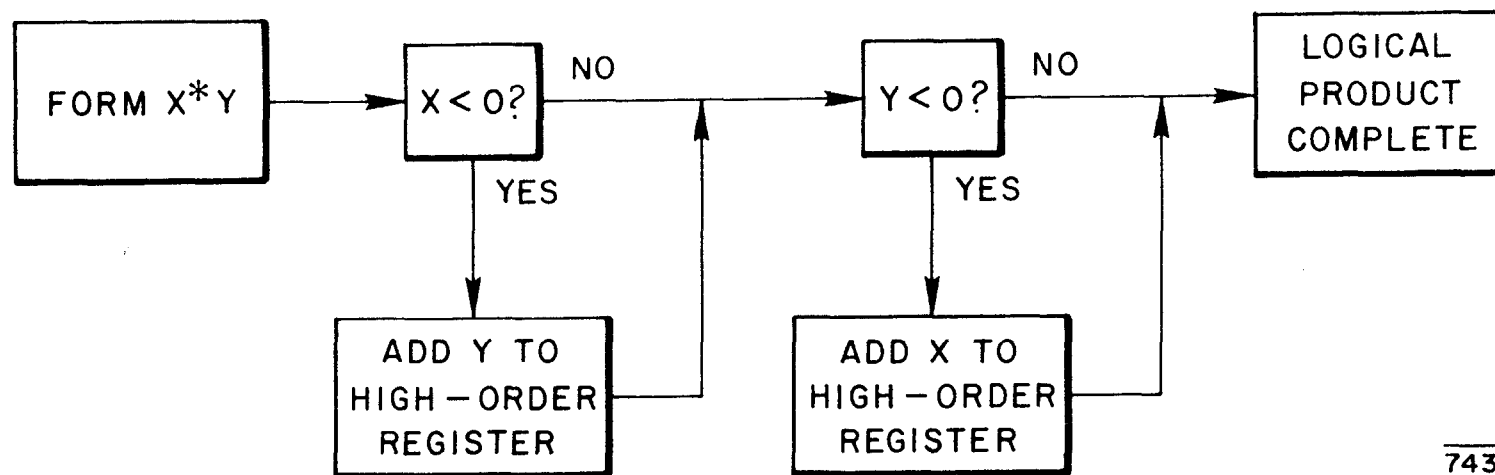 FORM X*Y
X < 0?
NO
YES
ADD Y TO
HIGH-ORDER
REGISTER
Y < 0?
NO
YES
ADD X TO
HIGH-ORDER
REGISTER
LOGICAL
PRODUCT
COMPLETE
743